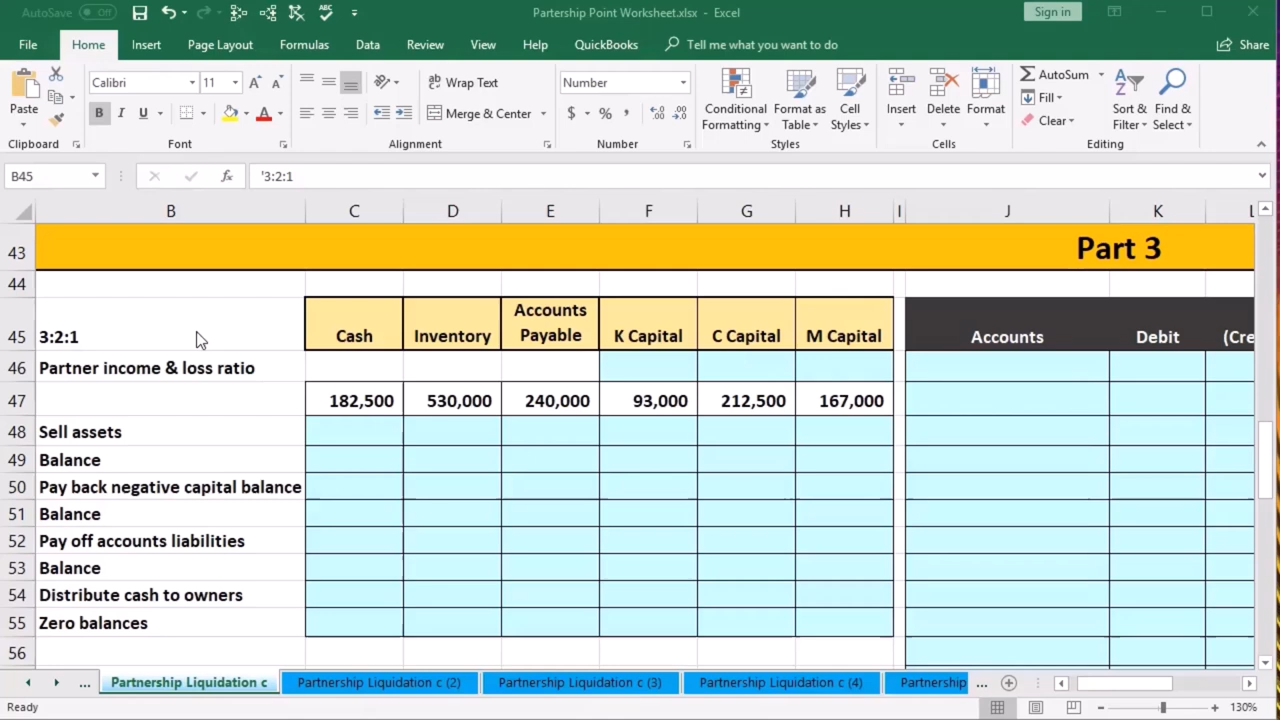 AutoSave Off Partership Point Worksheet.xlsx - Excel Sign in
File Home Insert Page Layout Formulas Data Review View Help QuickBooks Tell me what you want to do Share
Calibri 11 Wrap Text Number AutoSum
Paste Merge & Center Conditional Formatting Format as Table Cell Styles Insert Delete Format Fill Clear Sort & Filter Find & Select
Clipboard Font Alignment Number Styles Cells Editing
B45 fx '3:2:1
B C D E F G H I J K L
43 Part 3
44
45 3:2:1 Cash Inventory Accounts Payable K Capital C Capital M Capital Accounts Debit (Cre
46 Partner income & loss ratio
47 182,500 530,000 240,000 93,000 212,500 167,000
48 Sell assets
49 Balance
50 Pay back negative capital balance
51 Balance
52 Pay off accounts liabilities
53 Balance
54 Distribute cash to owners
55 Zero balances
56
... Partnership Liquidation c Partnership Liquidation c (2) Partnership Liquidation c (3) Partnership Liquidation c (4) Partnership ...
Ready 130%